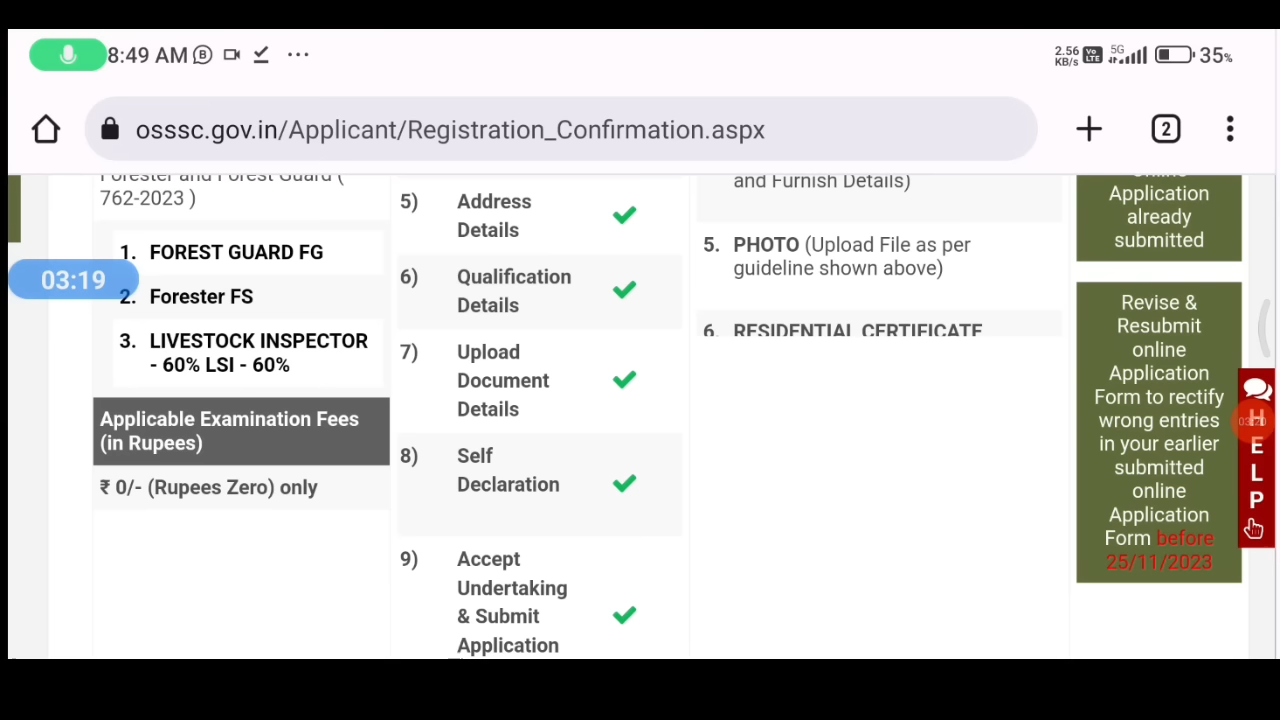 8:49 AM
2.56 KB/s
Vo LTE
5G
35%
osssc.gov.in/Applicant/Registration_Confirmation.aspx
2
Forester and Forest Guard (
762-2023 )
1. FOREST GUARD FG
03:19
2. Forester FS
3. LIVESTOCK INSPECTOR
- 60% LSI - 60%
Applicable Examination Fees
(in Rupees)
₹ 0/- (Rupees Zero) only
5) Address
Details
6) Qualification
Details
7) Upload
Document
Details
8) Self
Declaration
9) Accept
Undertaking
& Submit
Application
and Furnish Details)
5. PHOTO (Upload File as per
guideline shown above)
6. RESIDENTIAL CERTIFICATE
Online
Application
already
submitted
Revise &
Resubmit
online
Application
Form to rectify
wrong entries
in your earlier
submitted
online
Application
Form before
25/11/2023
03:20
H
E
L
P